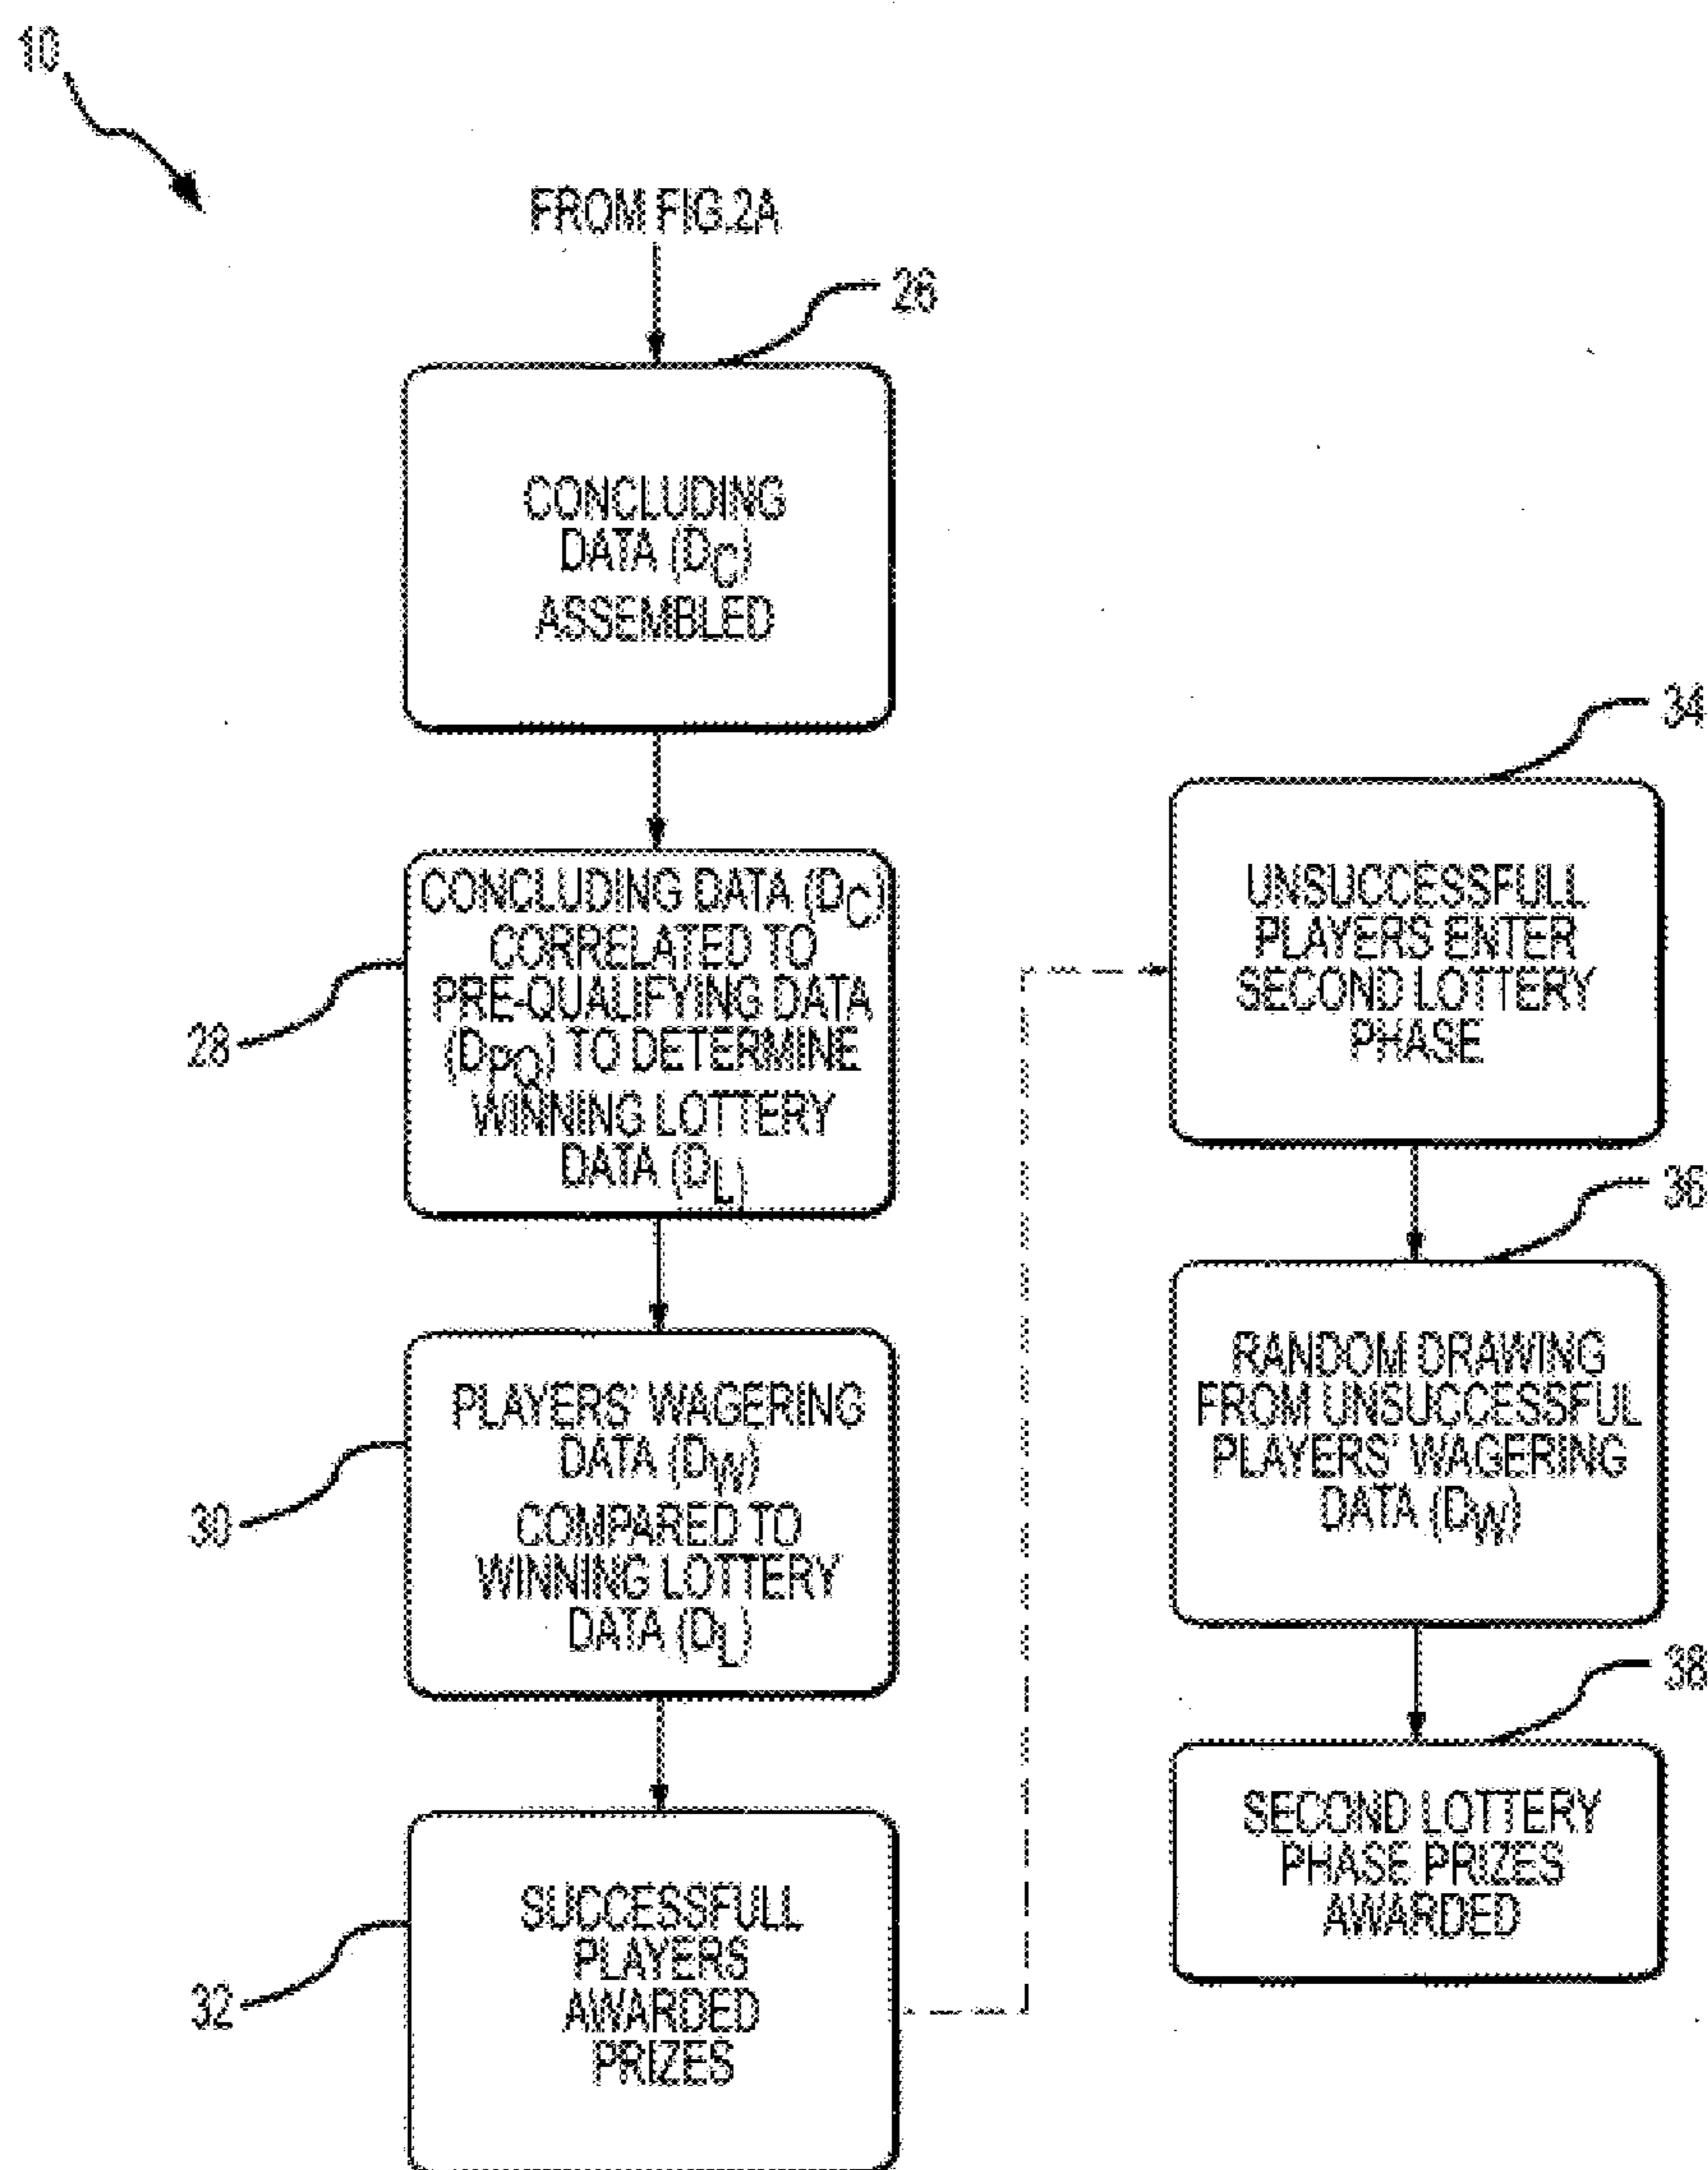 10
FROM FIG.2A
26
CONCLUDING
DATA (DC)
ASSEMBLED
28
CONCLUDING DATA (DC)
CORRELATED TO
PRE-QUALIFYING DATA
(DPQ) TO DETERMINE
WINNING LOTTERY
DATA (DL)
30
PLAYERS' WAGERING
DATA (DW)
COMPARED TO
WINNING LOTTERY
DATA (DL)
32
SUCCESSFULL
PLAYERS
AWARDED
PRIZES
34
UNSUCCESSFULL
PLAYERS ENTER
SECOND LOTTERY
PHASE
36
RANDOM DRAWING
FROM UNSUCCESSFUL
PLAYERS' WAGERING
DATA (DW)
38
SECOND LOTTERY
PHASE PRIZES
AWARDED